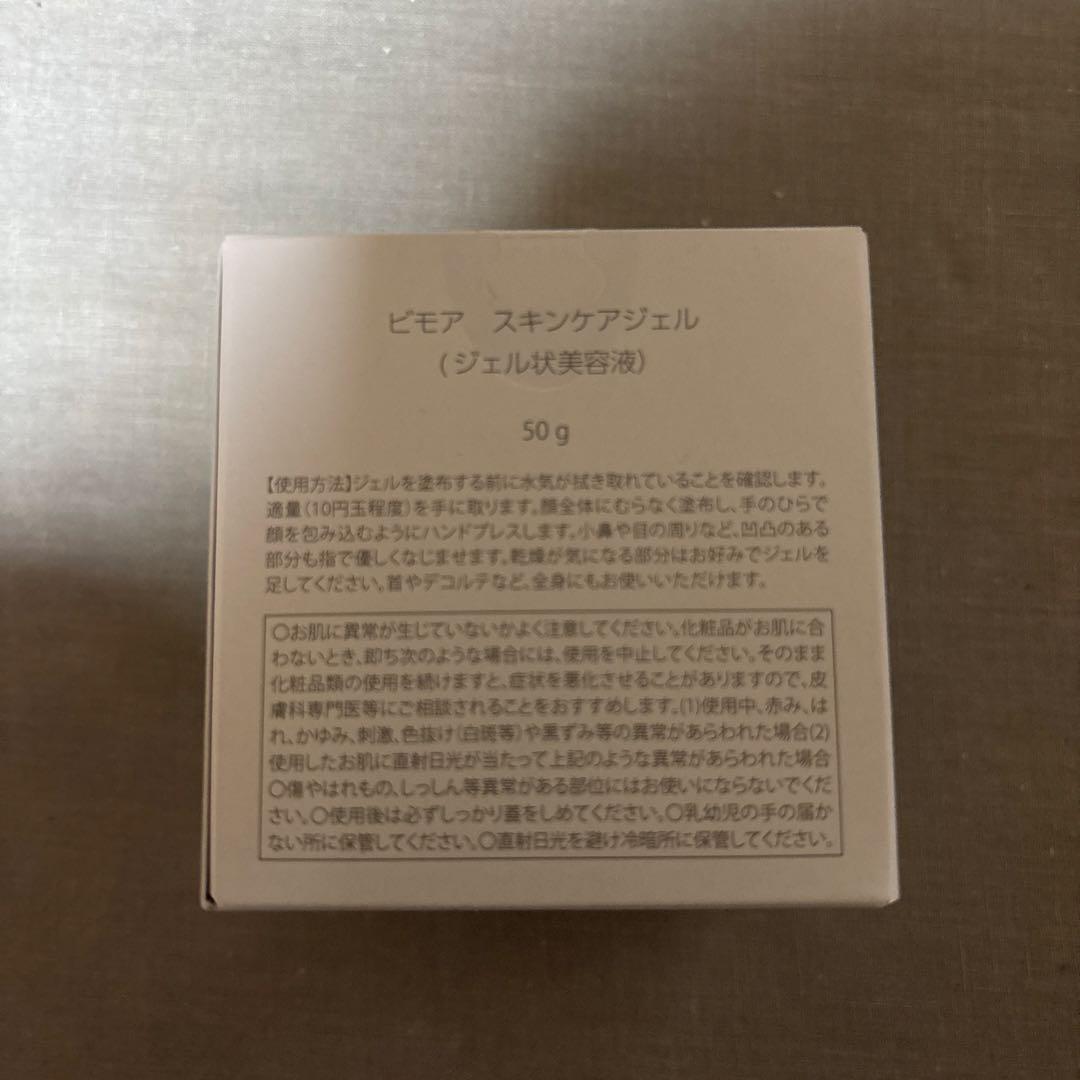 ビモア　スキンケアジェル
(ジェル状美容液)
50g
【使用方法】ジェルを塗布する前に水気が拭き取れていることを確認します。
適量(10円玉程度)を手に取ります。顔全体にむらなく塗布し、手のひらで
顔を包み込むようにハンドプレスします。小鼻や目の周りなど、凹凸のある
部分も指で優しくなじませます。乾燥が気になる部分はお好みでジェルを
足してください。首やデコルテなど、全身にもお使いいただけます。
〇お肌に異常が生じていないかよく注意してください。化粧品がお肌に合
わないとき、即ち次のような場合には、使用を中止してください。そのまま
化粧品類の使用を続けますと、症状を悪化させることがありますので、皮
膚科専門医等にご相談されることをおすすめします。(1)使用中、赤み、は
れ、かゆみ、刺激、色抜け(白斑等)や黒ずみ等の異常があらわれた場合(2)
使用したお肌に直射日光が当たって上記のような異常があらわれた場合
〇傷やはれもの、しっしん等異常がある部位にはお使いにならないでくだ
さい。〇使用後は必ずしっかり蓋をしめてください。〇乳幼児の手の届か
ない所に保管してください。〇直射日光を避け冷暗所に保管してください。